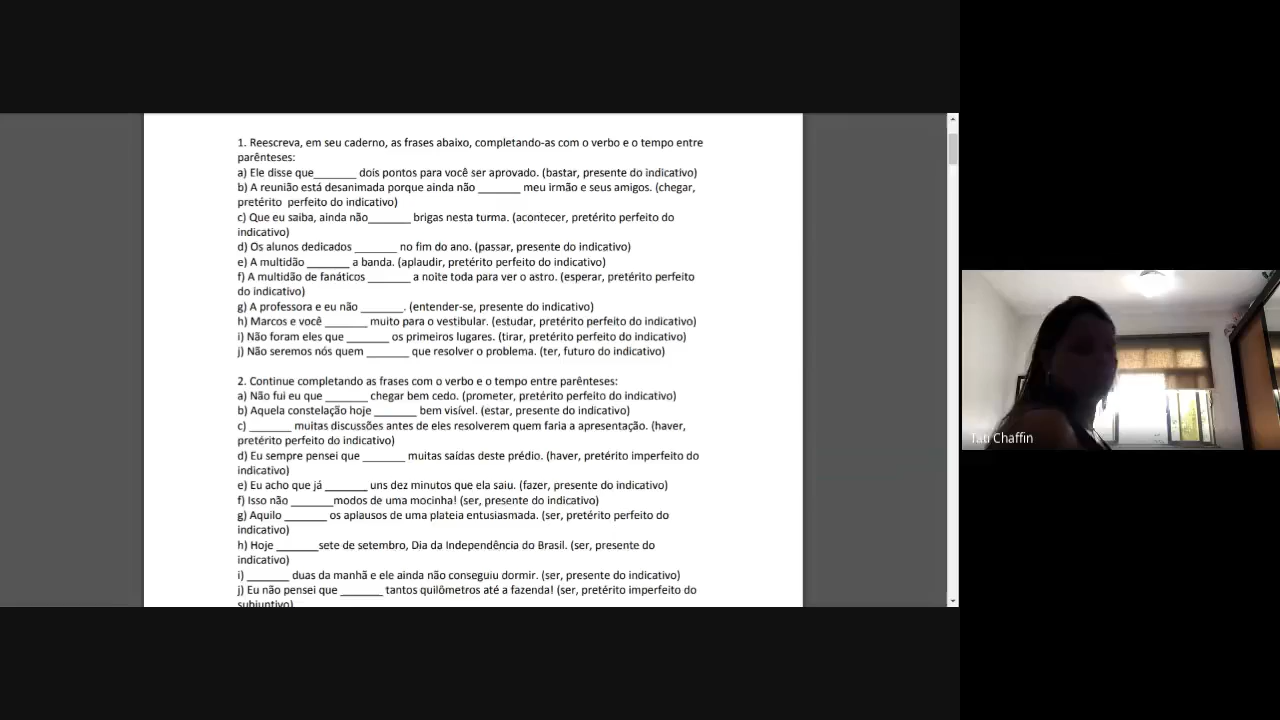 1. Reescreva, em seu caderno, as frases abaixo, completando-as com o verbo e o tempo entre
parênteses:
a) Ele disse que_______ dois pontos para você ser aprovado. (bastar, presente do indicativo)
b) A reunião está desanimada porque ainda não _______ meu irmão e seus amigos. (chegar,
pretérito perfeito do indicativo)
c) Que eu saiba, ainda não_______ brigas nesta turma. (acontecer, pretérito perfeito do
indicativo)
d) Os alunos dedicados _______ no fim do ano. (passar, presente do indicativo)
e) A multidão _______ a banda. (aplaudir, pretérito perfeito do indicativo)
f) A multidão de fanáticos _______ a noite toda para ver o astro. (esperar, pretérito perfeito
do indicativo)
g) A professora e eu não _______. (entender-se, presente do indicativo)
h) Marcos e você _______ muito para o vestibular. (estudar, pretérito perfeito do indicativo)
i) Não foram eles que _______ os primeiros lugares. (tirar, pretérito perfeito do indicativo)
j) Não seremos nós quem _______ que resolver o problema. (ter, futuro do indicativo)
2. Continue completando as frases com o verbo e o tempo entre parênteses:
a) Não fui eu que _______ chegar bem cedo. (prometer, pretérito perfeito do indicativo)
b) Aquela constelação hoje _______ bem visível. (estar, presente do indicativo)
c) _______ muitas discussões antes de eles resolverem quem faria a apresentação. (haver,
pretérito perfeito do indicativo)
d) Eu sempre pensei que _______ muitas saídas deste prédio. (haver, pretérito imperfeito do
indicativo)
e) Eu acho que já _______ uns dez minutos que ela saiu. (fazer, presente do indicativo)
f) Isso não _______modos de uma mocinha! (ser, presente do indicativo)
g) Aquilo _______ os aplausos de uma plateia entusiasmada. (ser, pretérito perfeito do
indicativo)
h) Hoje _______sete de setembro, Dia da Independência do Brasil. (ser, presente do
indicativo)
i) _______ duas da manhã e ele ainda não conseguiu dormir. (ser, presente do indicativo)
j) Eu não pensei que _______ tantos quilômetros até a fazenda! (ser, pretérito imperfeito do
subjuntivo)
Tati Chaffin